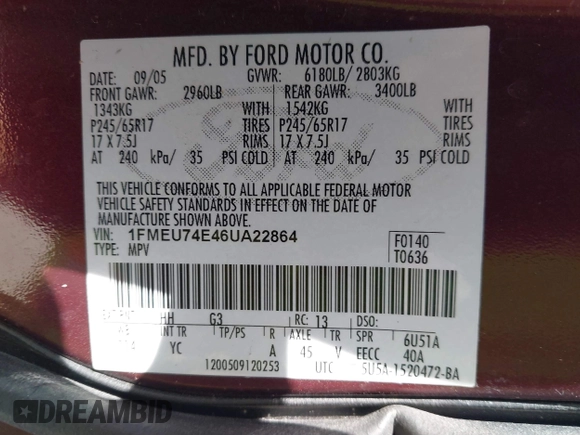 MFD. BY FORD MOTOR CO.
DATE: 09/05 GVWR: 6180LB/ 2803KG
FRONT GAWR: 2960LB REAR GAWR: 3400LB
1343KG WITH 1542KG WITH
P245/65R17 TIRES P245/65R17 TIRES
17 X 7.5J RIMS 17 X 7.5J RIMS
AT 240 kPa/ 35 PSI COLD AT 240 kPa/ 35 PSI COLD
THIS VEHICLE CONFORMS TO ALL APPLICABLE FEDERAL MOTOR
VEHICLE SAFETY STANDARDS IN EFFECT ON THE DATE OF
MANUFACTURE SHOWN ABOVE.
VIN: 1FMEU74E46UA22864 F0140
TYPE: MPV T0636
HH G3 RC: 13 DSO:
WB INT TR TP/PS R AXLE TR SPR 6U51A
YC A 45 V EECC 40A
1200509120253 UTC 5U5A-1520472-BA
Ford
DREAMBID